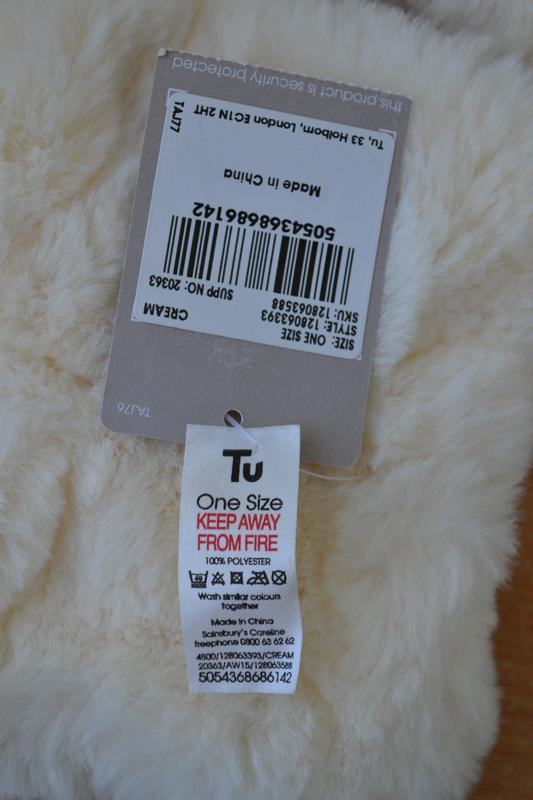 this product is security protected
TAJ77
Tu, 33 Holborn, London EC1N 2HT
Made in China
5054368686142
SIZE: ONE SIZE
STYLE: 128063393
SKU: 128063588
SUPP NO: 20363
CREAM
TAJ76
Tu
One Size
KEEP AWAY
FROM FIRE
100% POLYESTER
40
Wash similar colours
together
Made in China
Sainsbury's Careline
freephone 0800 63 62 62
4800/128063393/CREAM
20363/AW15/128063588
5054368686142